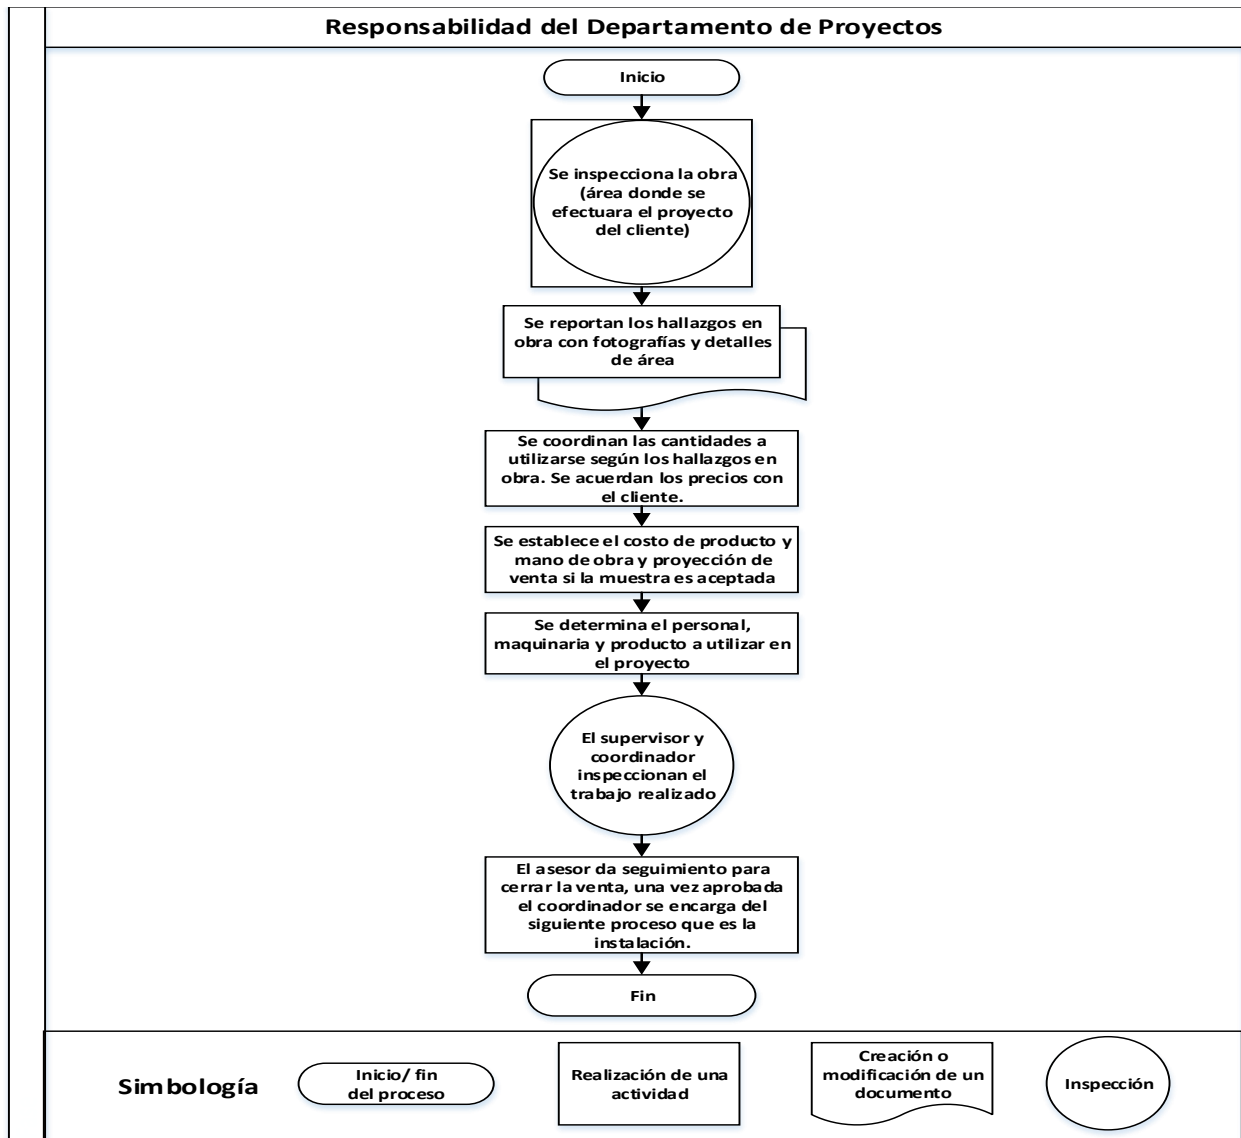 Responsabilidad del Departamento de Proyectos
Inicio
Se inspecciona la obra
(área donde se
efectuara el proyecto
del cliente)
Se reportan los hallazgos en
obra con fotografías y detalles
de área
Se coordinan las cantidades a
utilizarse según los hallazgos en
obra. Se acuerdan los precios con
el cliente.
Se establece el costo de producto y
mano de obra y proyección de
venta si la muestra es aceptada
Se determina el personal,
maquinaria y producto a utilizar en
el proyecto
El supervisor y
coordinador
inspeccionan el
trabajo realizado
El asesor da seguimiento para
cerrar la venta, una vez aprobada
el coordinador se encarga del
siguiente proceso que es la
instalación.
Fin
Simbología
Inicio/ fin
del proceso
Realización de una
actividad
Creación o
modificación de un
documento
Inspección